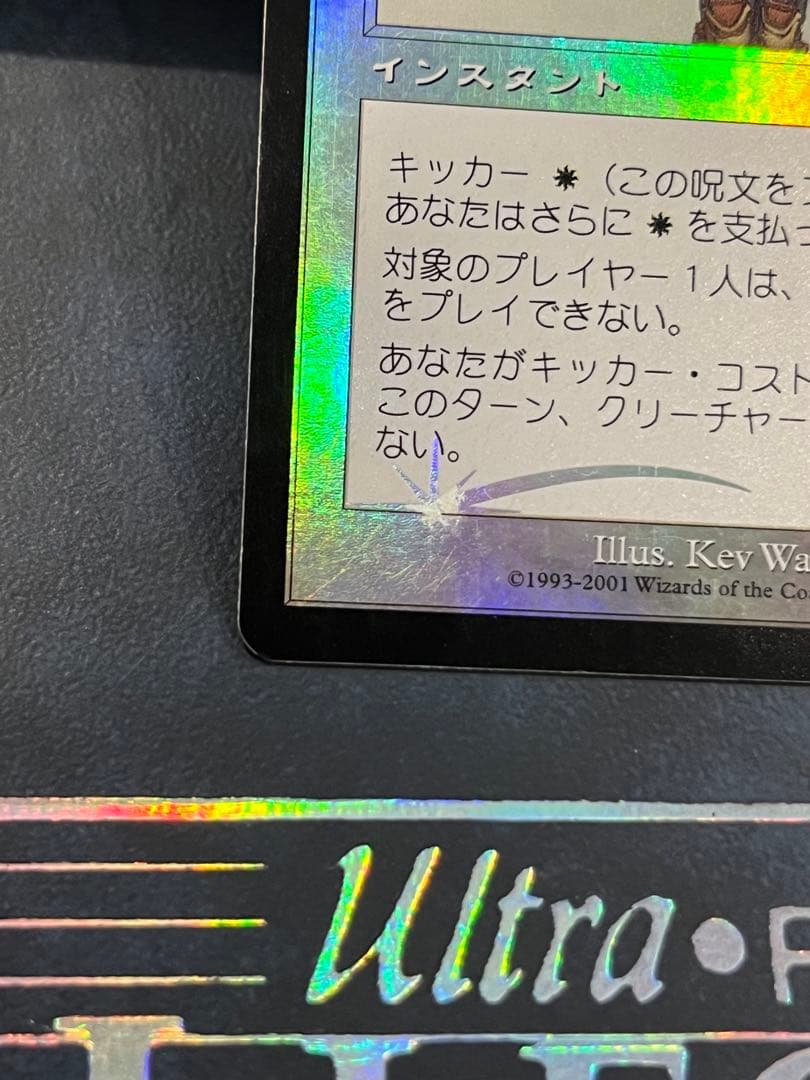 インスタント
キッカー （この呪文を
あなたはさらに を支払っ
対象のプレイヤー1人は、
をプレイできない。
あなたがキッカー・コスト
このターン、クリーチャー
ない。
Illus. Kev Wa
©1993-2001 Wizards of the Co
Ultra•P